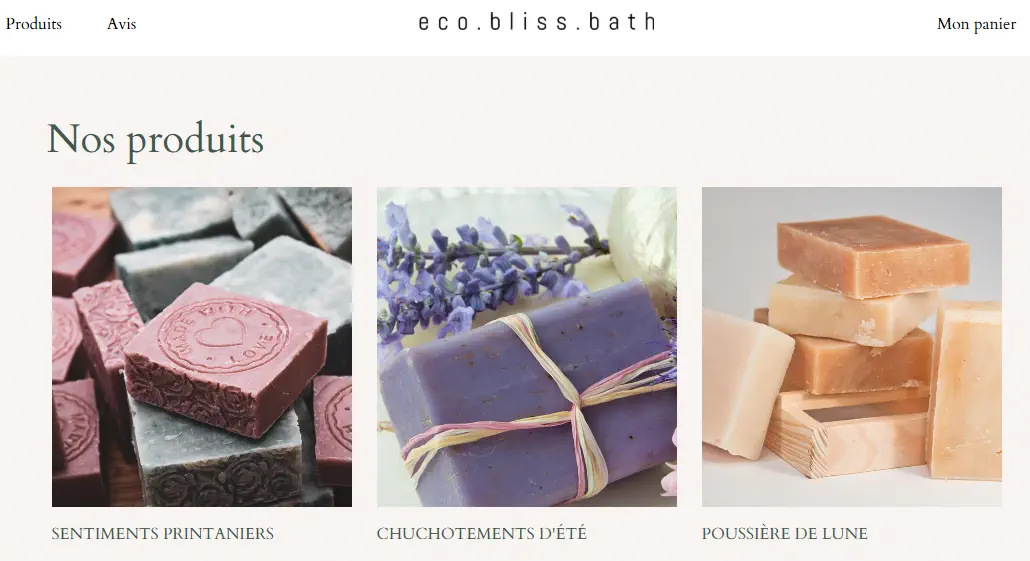 Produits Avis eco.bliss.bath Mon panier
Nos produits
MADE WITH
LOVE
SENTIMENTS PRINTANIERS CHUCHOTEMENTS D'ÉTÉ POUSSIÈRE DE LUNE